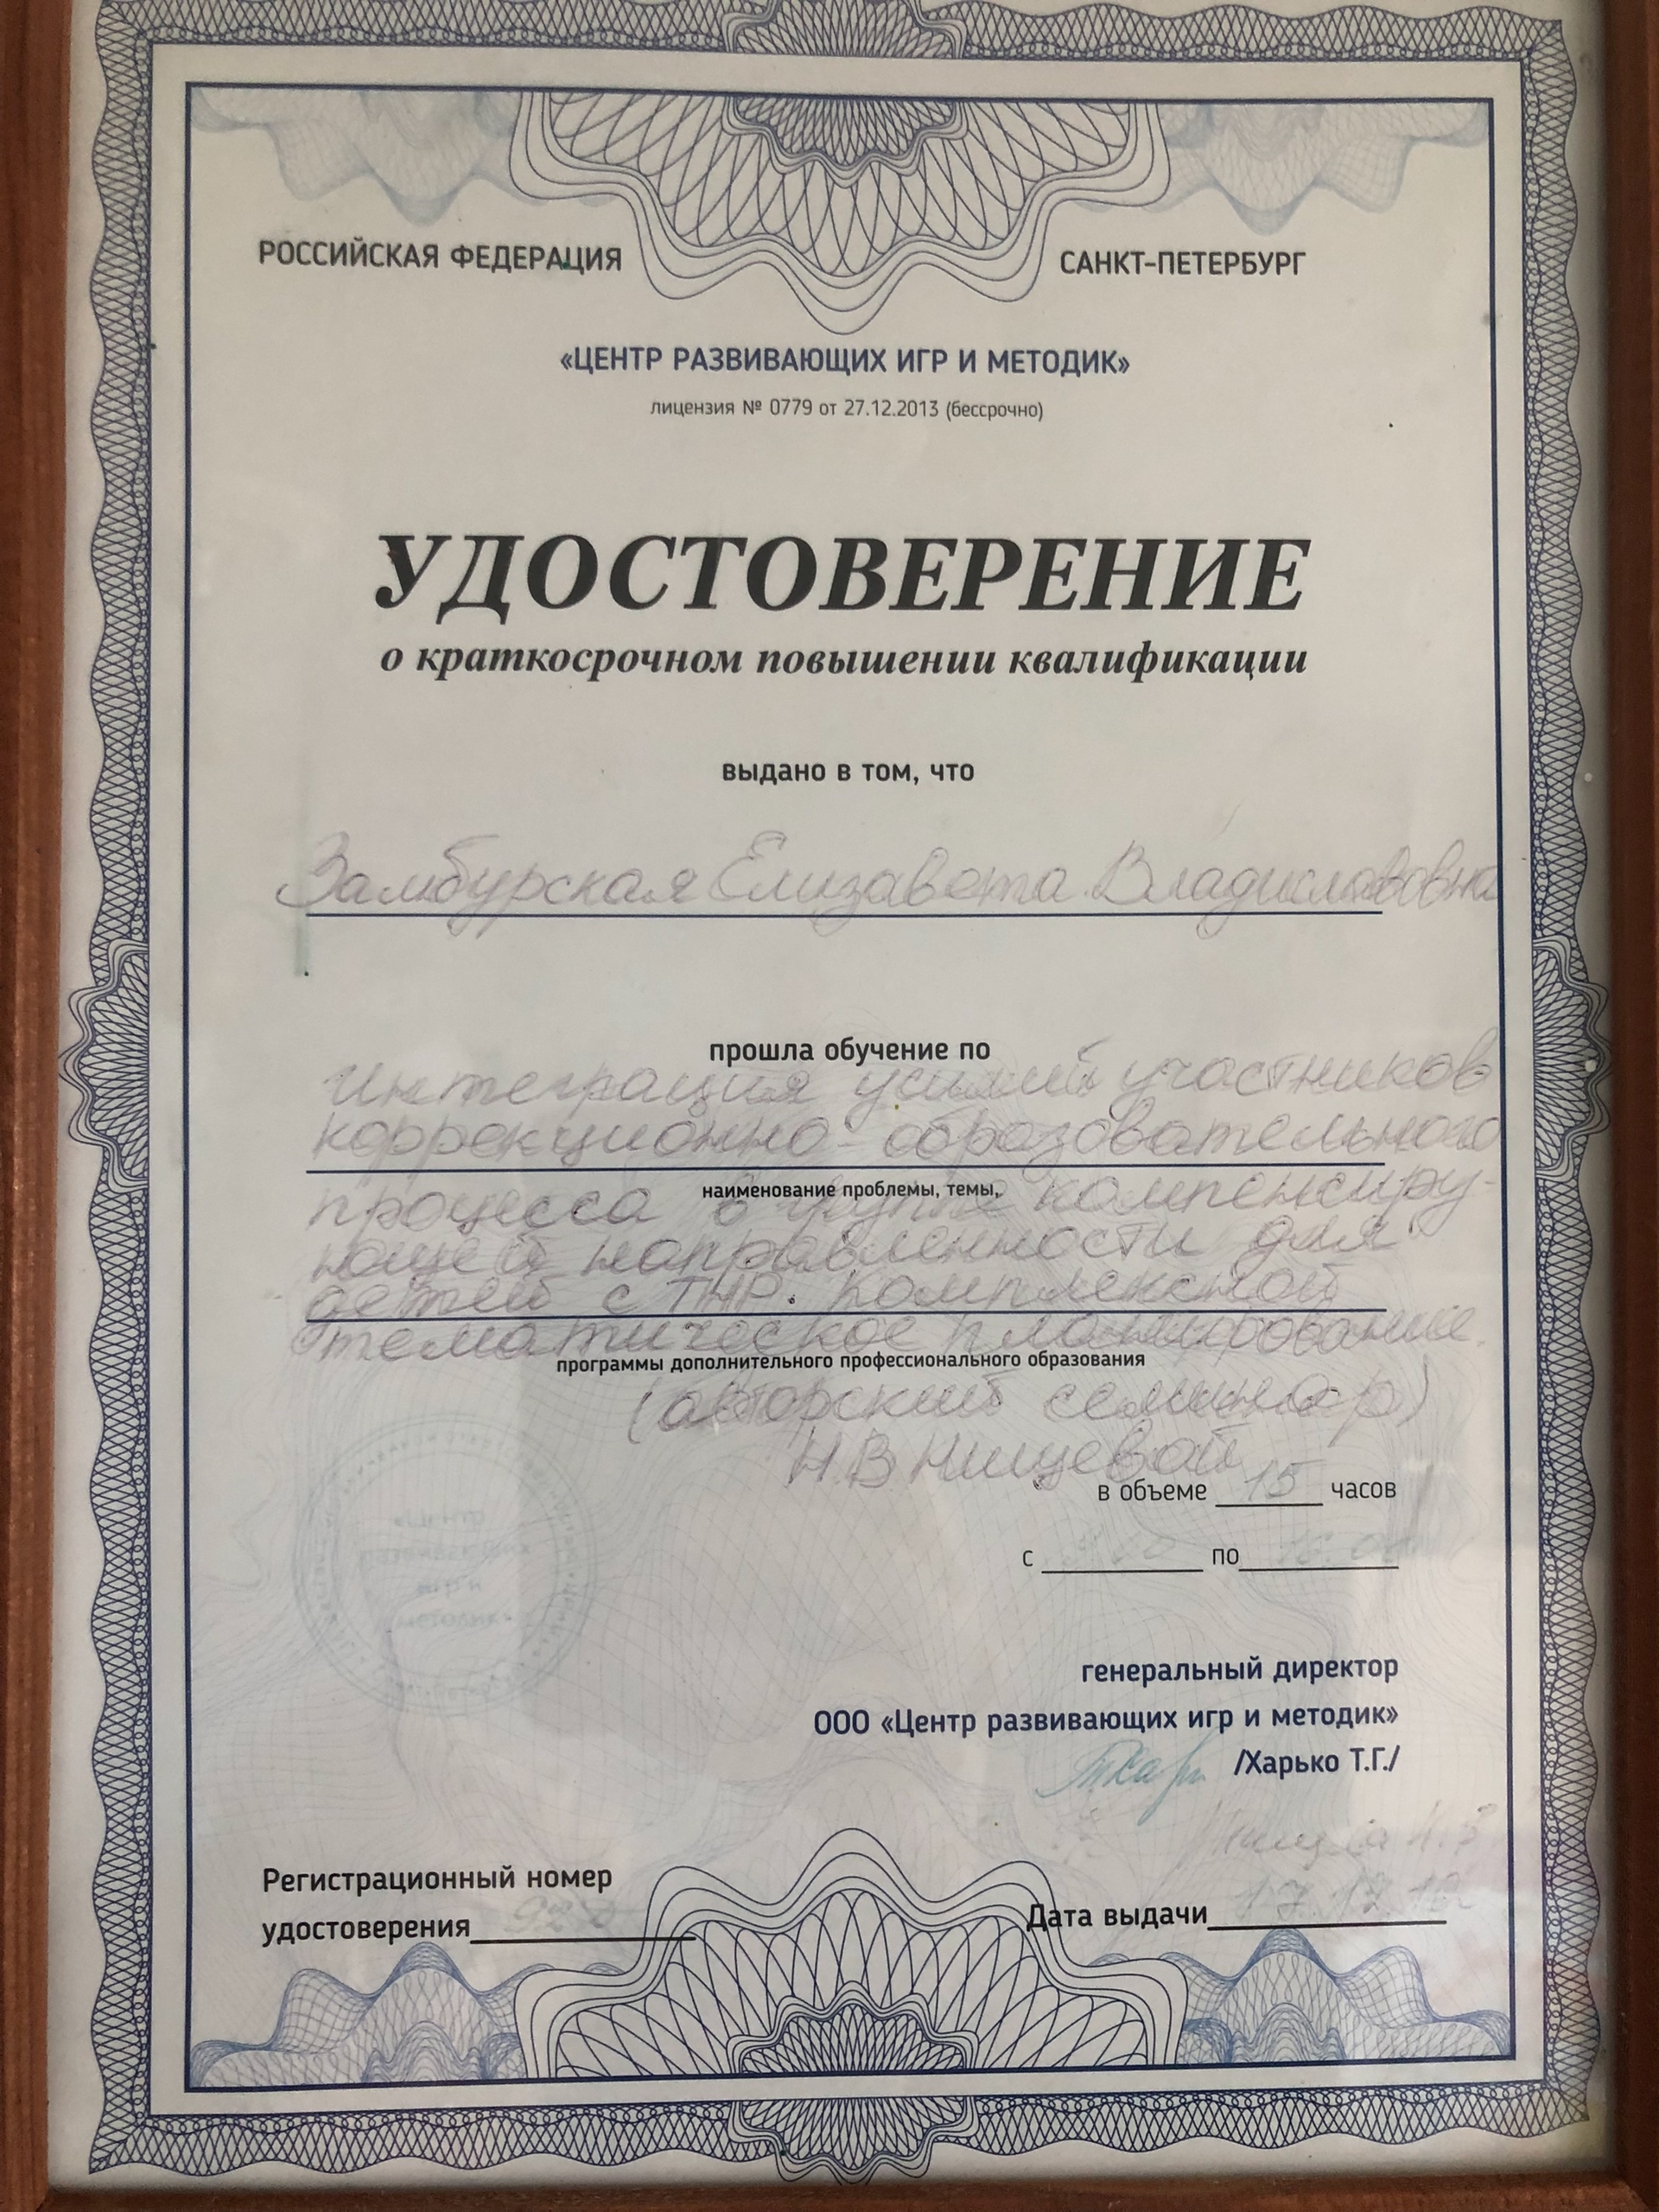 РОССИЙСКАЯ ФЕДЕРАЦИЯ САНКТ-ПЕТЕРБУРГ
«ЦЕНТР РАЗВИВАЮЩИХ ИГР И МЕТОДИК»
лицензия № 0779 от 27.12.2013 (бессрочно)
УДОСТОВЕРЕНИЕ
о краткосрочном повышении квалификации
выдано в том, что
Замбурская Елизавета Владиславовна
прошла обучение по
Интеграция усилий участников
коррекционно-образовательного
наименование проблемы, темы,
процесса в группе компенсиру-
ющей направленности для
детей с ТНР. Комплексной
тематическое планирование.
программы дополнительного профессионального образования
(авторский семинар)
Н.В Нищевой
в объеме 15 часов
с по
генеральный директор
ООО «Центр развивающих игр и методик»
/Харько Т.Г./
Регистрационный номер
удостоверения Дата выдачи